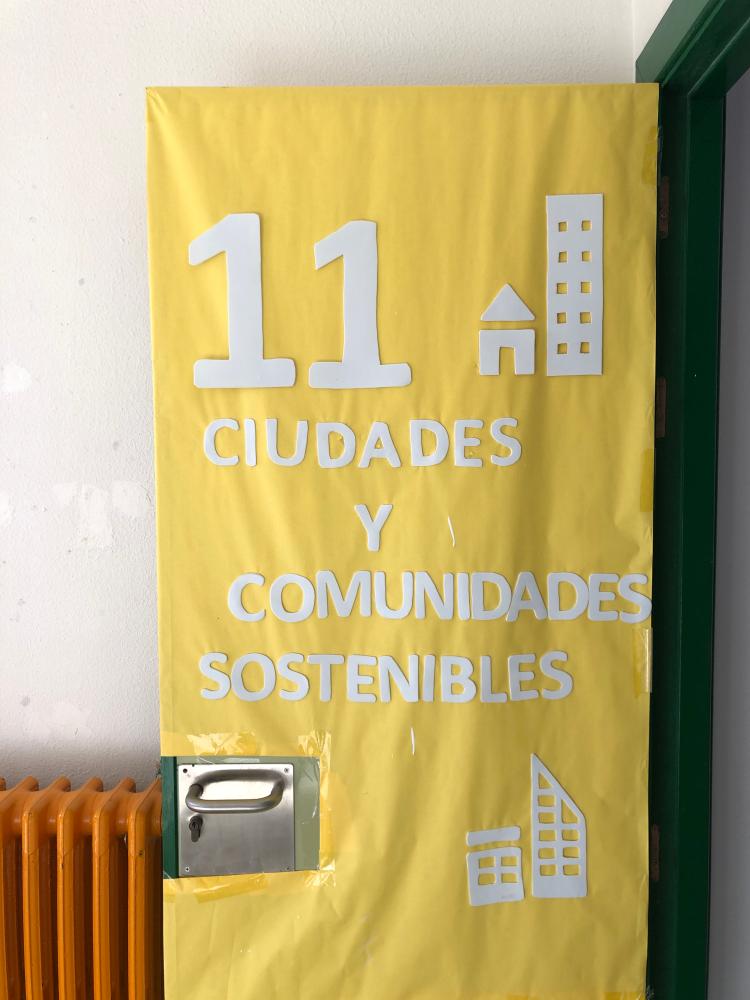 11
CIUDADES
Y
COMUNIDADES
SOSTENIBLES